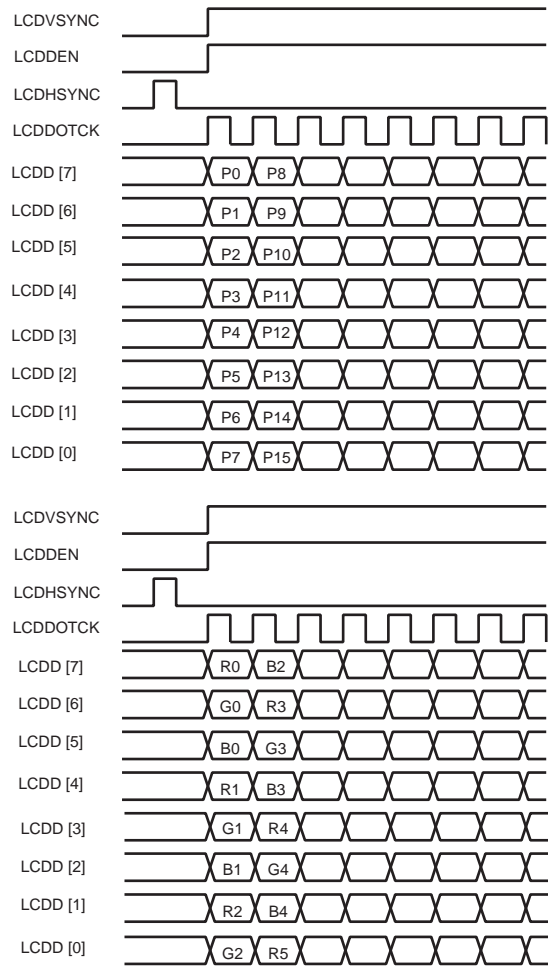 LCDVSYNC
LCDDEN
LCDHSYNC
LCDDOTCK
LCDD [7] P0 P8
LCDD [6] P1 P9
LCDD [5] P2 P10
LCDD [4] P3 P11
LCDD [3] P4 P12
LCDD [2] P5 P13
LCDD [1] P6 P14
LCDD [0] P7 P15
LCDVSYNC
LCDDEN
LCDHSYNC
LCDDOTCK
LCDD [7] R0 B2
LCDD [6] G0 R3
LCDD [5] B0 G3
LCDD [4] R1 B3
LCDD [3] G1 R4
LCDD [2] B1 G4
LCDD [1] R2 B4
LCDD [0] G2 R5